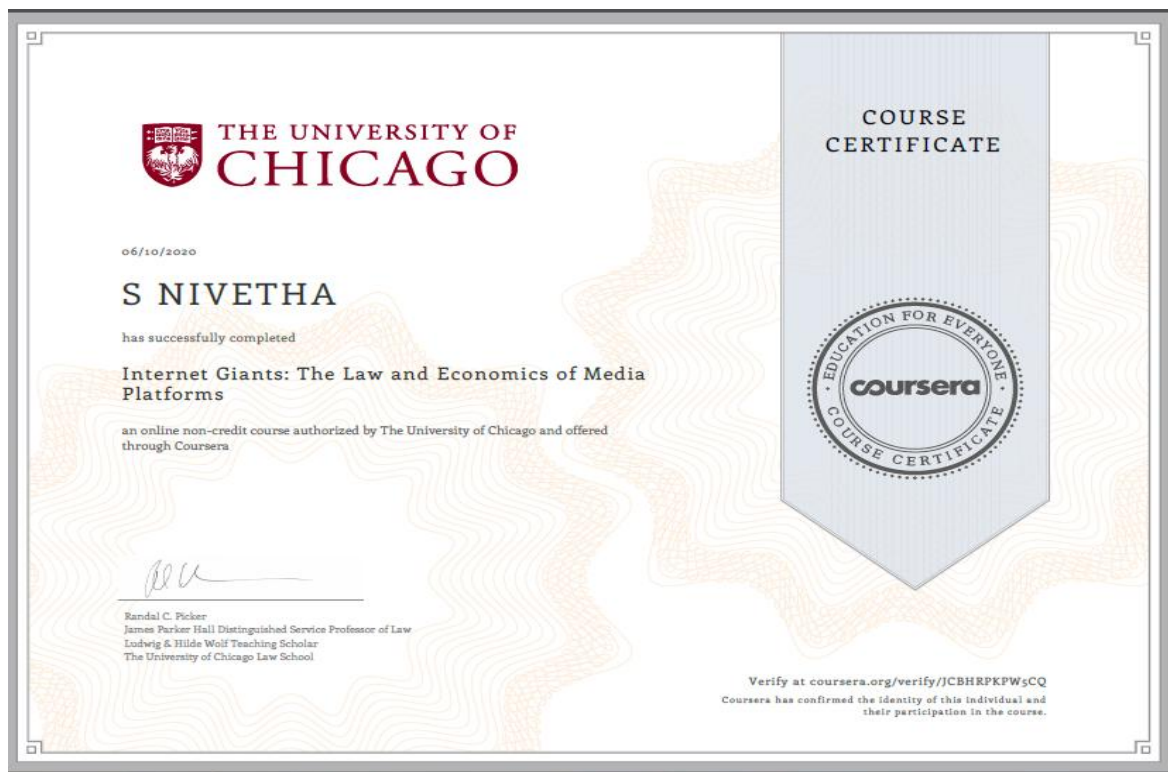 THE UNIVERSITY OF
CHICAGO
06/10/2020
S NIVETHA
has successfully completed
Internet Giants: The Law and Economics of Media
Platforms
an online non-credit course authorized by The University of Chicago and offered
through Coursera
Randal C. Picker
James Parker Hall Distinguished Service Professor of Law
Ludwig & Hilde Wolf Teaching Scholar
The University of Chicago Law School
COURSE
CERTIFICATE
EDUCATION FOR EVERYONE
coursera
COURSE CERTIFICATE
Verify at coursera.org/verify/JCBHRPKPW5CQ
Coursera has confirmed the identity of this individual and
their participation in the course.